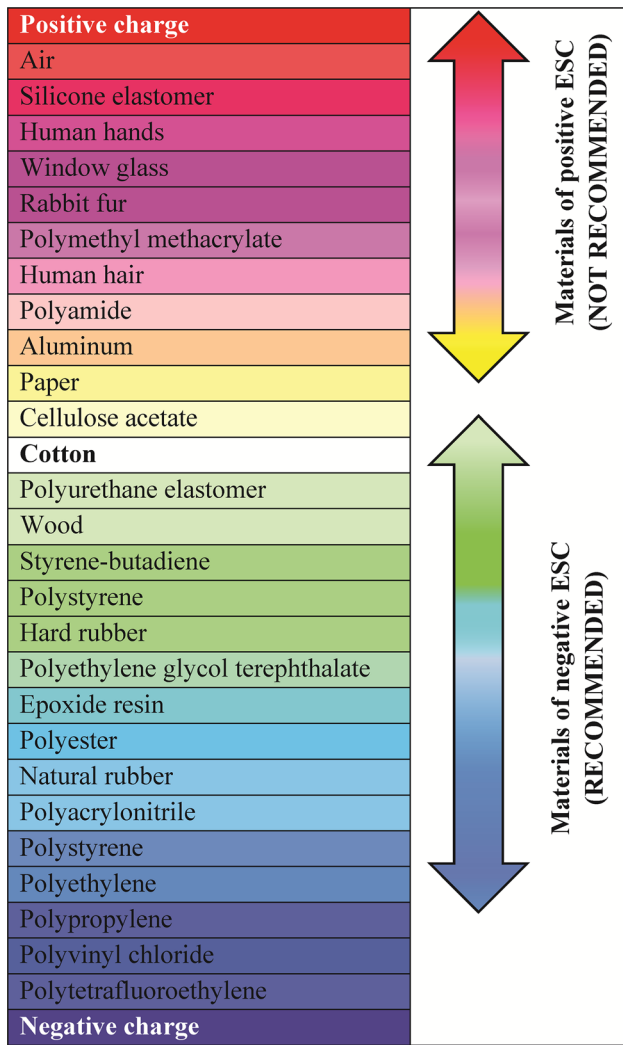 Positive charge
Air
Silicone elastomer
Human hands
Window glass
Rabbit fur
Polymethyl methacrylate
Human hair
Polyamide
Aluminum
Paper
Cellulose acetate
Cotton
Polyurethane elastomer
Wood
Styrene-butadiene
Polystyrene
Hard rubber
Polyethylene glycol terephthalate
Epoxide resin
Polyester
Natural rubber
Polyacrylonitrile
Polystyrene
Polyethylene
Polypropylene
Polyvinyl chloride
Polytetrafluoroethylene
Negative charge
Materials of positive ESC
(NOT RECOMMENDED)
Materials of negative ESC
(RECOMMENDED)